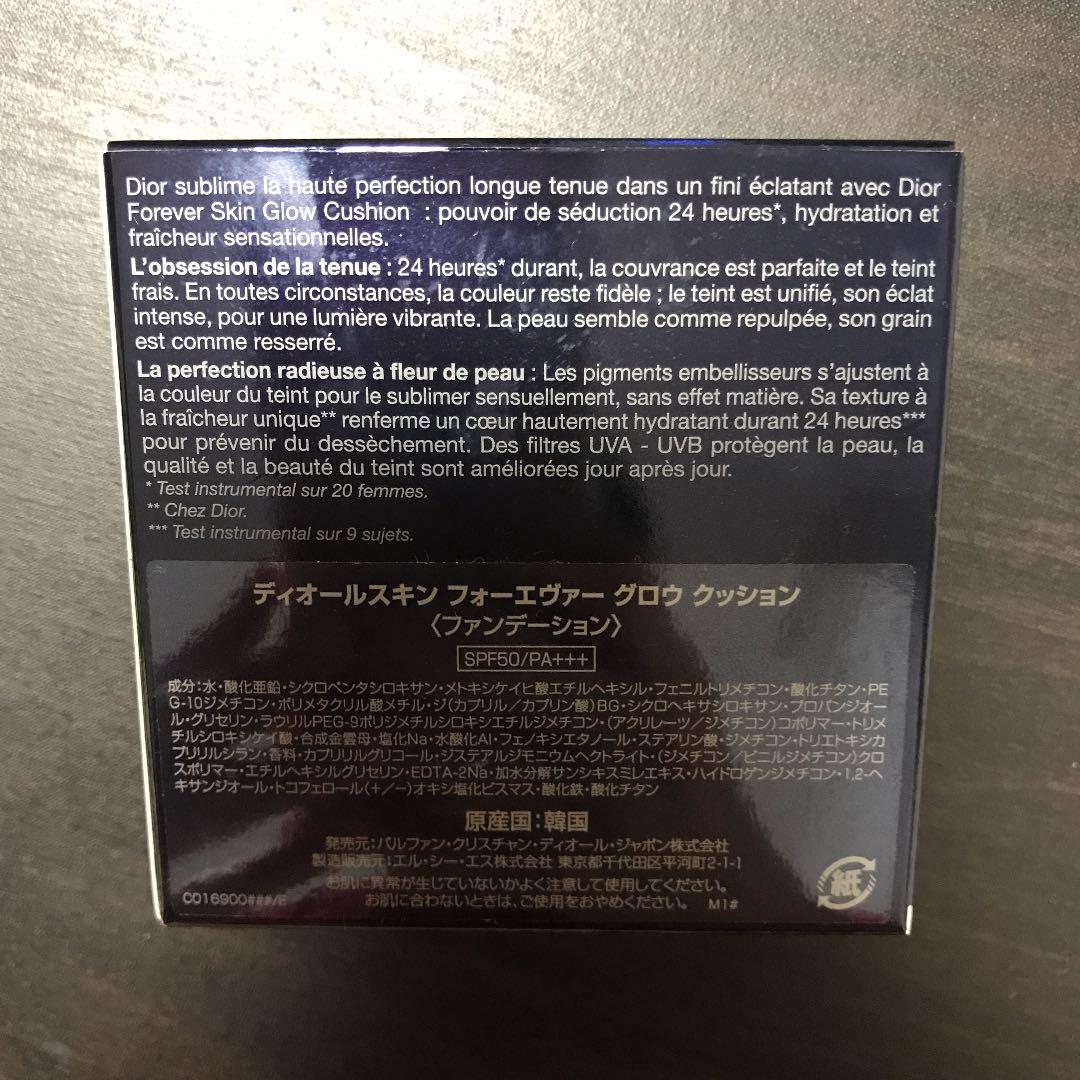 Dior sublime la haute perfection longue tenue dans un fini éclatant avec Dior
Forever Skin Glow Cushion : pouvoir de séduction 24 heures*, hydratation et
fraîcheur sensationnelles.
L'obsession de la tenue : 24 heures* durant, la couvrance est parfaite et le teint
frais. En toutes circonstances, la couleur reste fidèle ; le teint est unifié, son éclat
intense, pour une lumière vibrante. La peau semble comme repulpée, son grain
est comme resserré.
La perfection radieuse à fleur de peau : Les pigments embellisseurs s'ajustent à
la couleur du teint pour le sublimer sensuellement, sans effet matière. Sa texture à
la fraîcheur unique** renferme un cœur hautement hydratant durant 24 heures***
pour prévenir du dessèchement. Des filtres UVA - UVB protègent la peau, la
qualité et la beauté du teint sont améliorées jour après jour.
* Test instrumental sur 20 femmes.
** Chez Dior.
*** Test instrumental sur 9 sujets.
ディオールスキン フォーエヴァー グロウ クッション
〈ファンデーション〉
SPF50/PA+++
成分:水・酸化亜鉛・シクロペンタシロキサン・メトキシケイヒ酸エチルヘキシル・フェニルトリメチコン・酸化チタン・PE
G-10ジメチコン・ポリメタクリル酸メチル・ジ(カプリル/カプリン酸)BG・シクロヘキサシロキサン・プロパンジオー
ル・グリセリン・ラウリルPEG-9ポリジメチルシロキシエチルジメチコン・(アクリレーツ/ジメチコン)コポリマー・トリメ
チルシロキシケイ酸・合成金雲母・塩化Na・水酸化Al・フェノキシエタノール・ステアリン酸・ジメチコン・トリエトキシカ
プリリルシラン・香料・カプリリルグリコール・ジステアルジモニウムヘクトライト・(ジメチコン/ビニルジメチコン)クロ
スポリマー・エチルヘキシルグリセリン・EDTA-2Na・加水分解サンシキスミレエキス・ハイドロゲンジメチコン・1,2-ヘ
キサンジオール・トコフェロール(+/-)オキシ塩化ビスマス・酸化鉄・酸化チタン
原産国:韓国
発売元:パルファン・クリスチャン・ディオール・ジャポン株式会社
製造販売元:エル・シー・エス株式会社 東京都千代田区平河町2-1-1
お肌に異常が生じていないかよく注意して使用してください。
お肌に合わないときは、ご使用をおやめください。 M1#
C016900###/E
紙